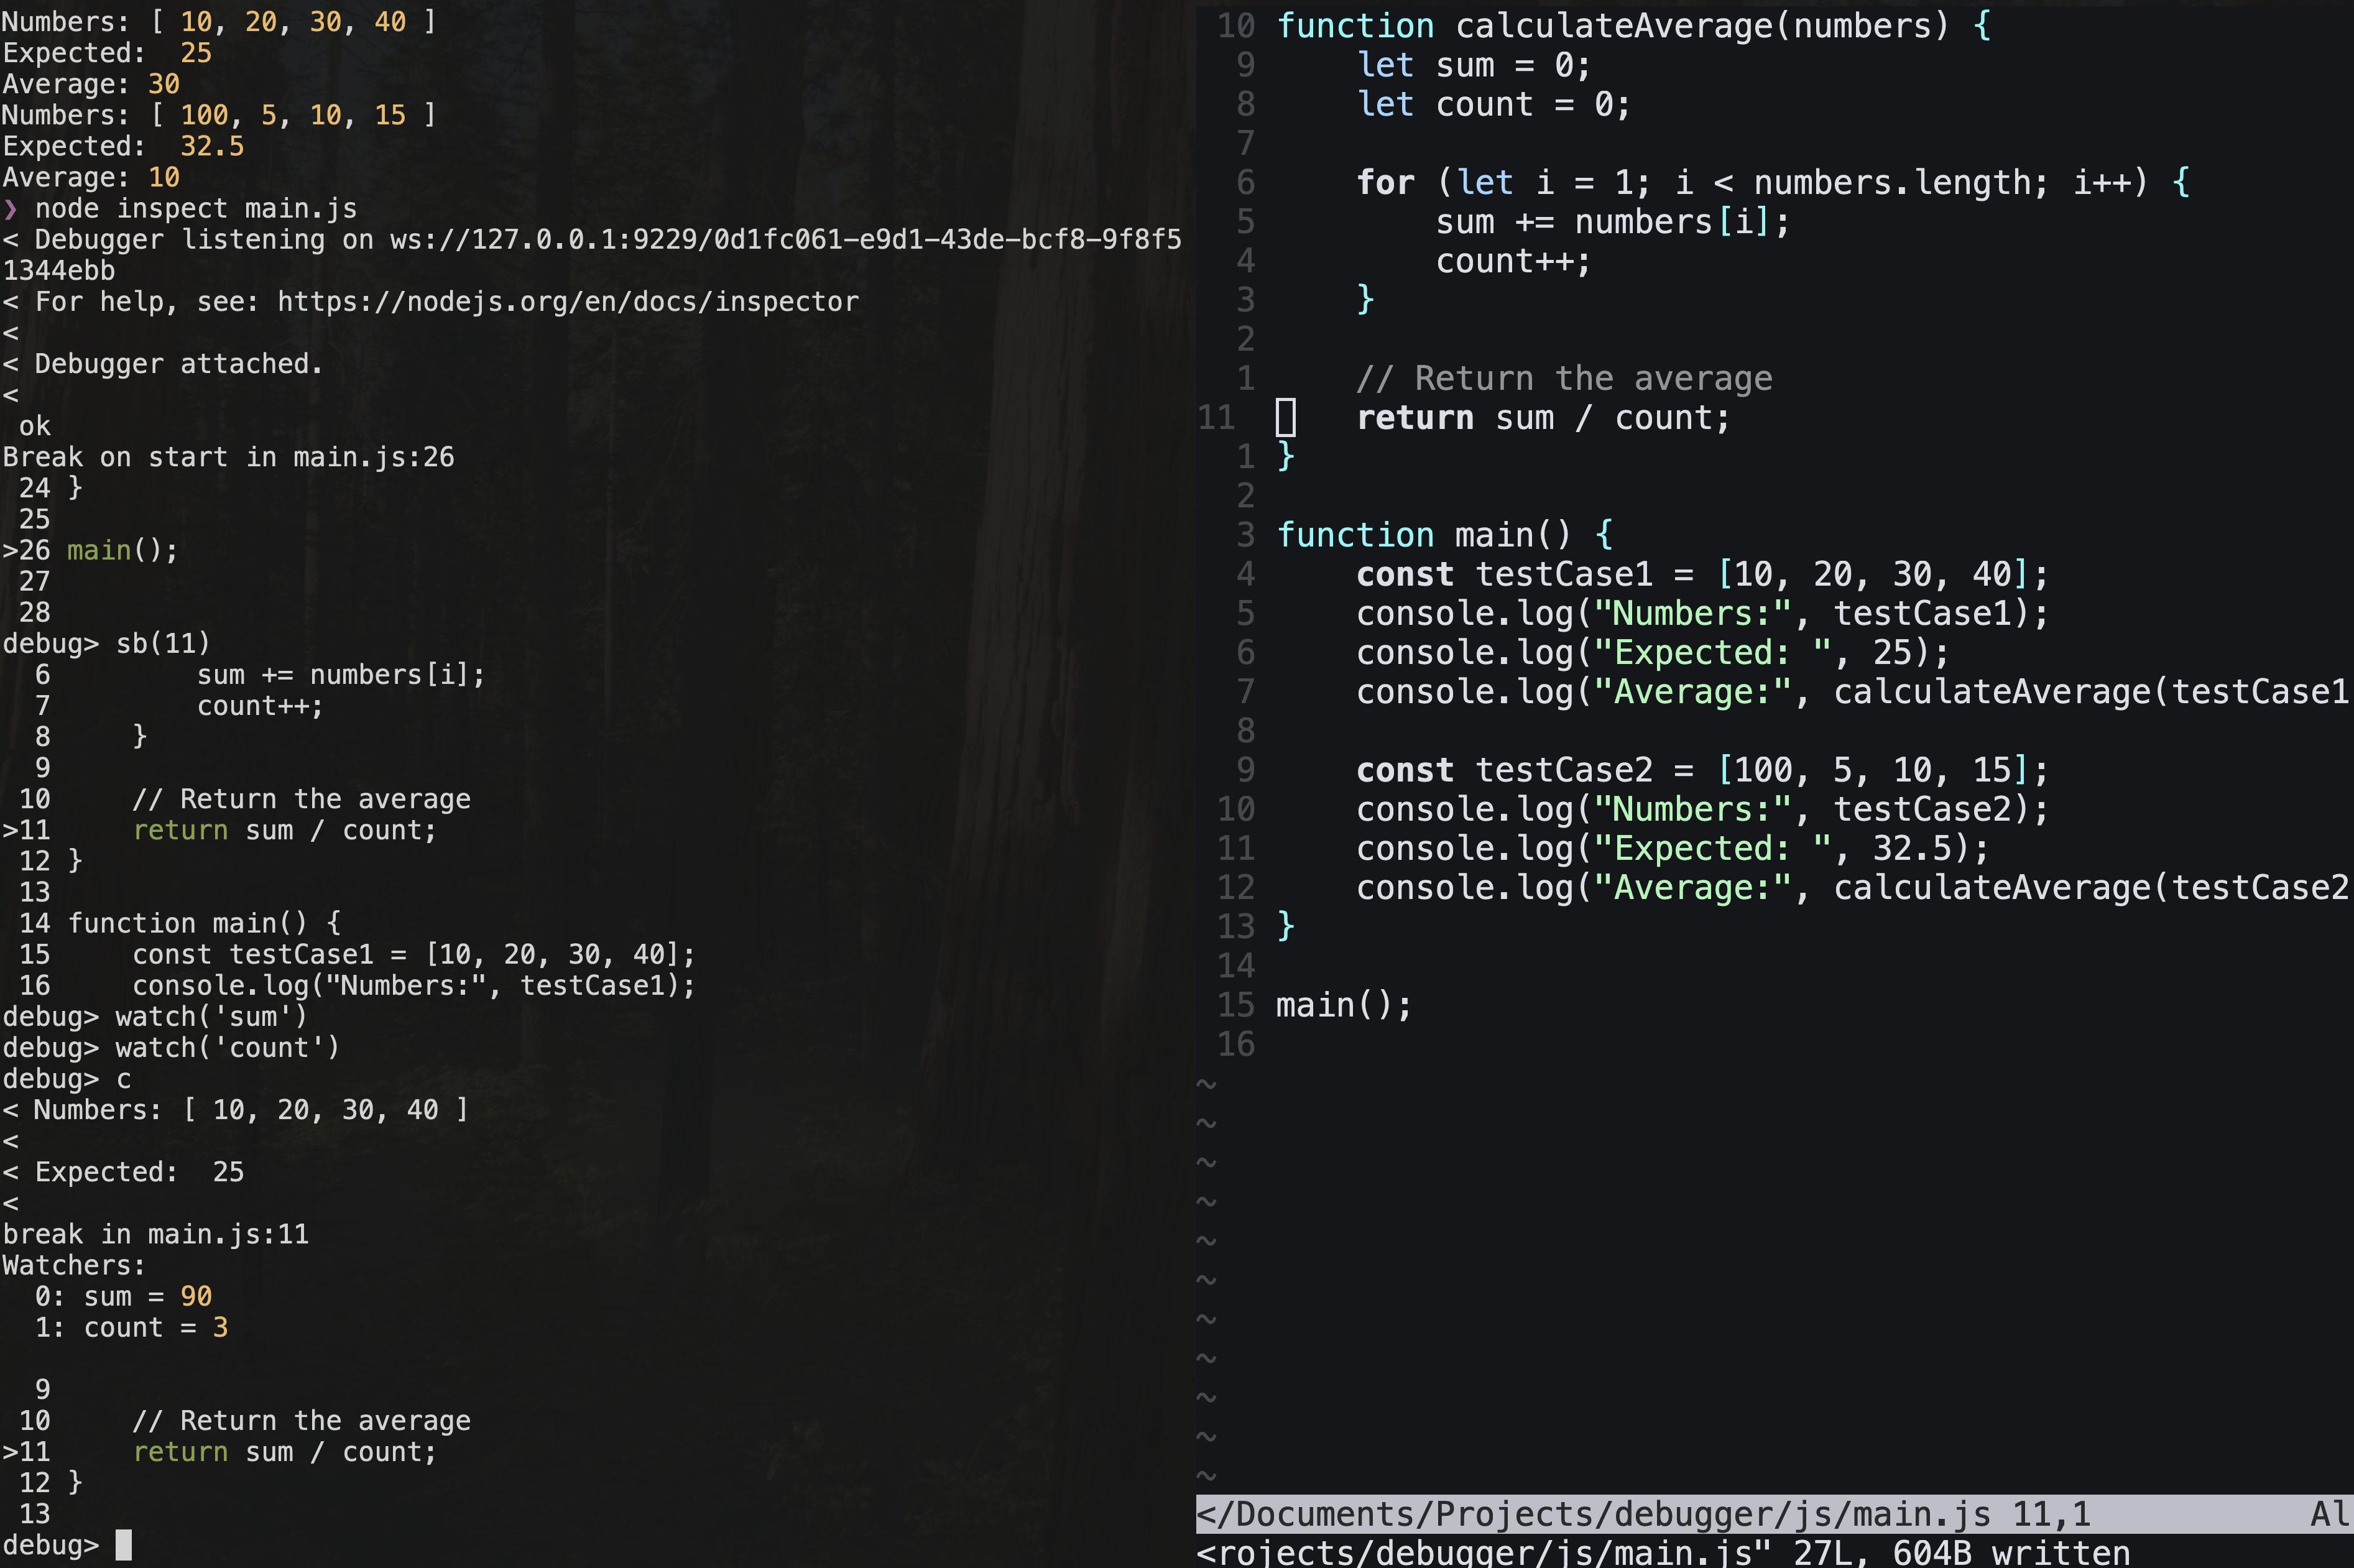 Numbers: [ 10, 20, 30, 40 ]
Expected:  25
Average: 30
Numbers: [ 100, 5, 10, 15 ]
Expected:  32.5
Average: 10
❯ node inspect main.js
< Debugger listening on ws://127.0.0.1:9229/0d1fc061-e9d1-43de-bcf8-9f8f5
1344ebb
< For help, see: https://nodejs.org/en/docs/inspector
<
< Debugger attached.
<
 ok
Break on start in main.js:26
 24 }
 25
>26 main();
 27
 28
debug> sb(11)
  6         sum += numbers[i];
  7         count++;
  8     }
  9
 10     // Return the average
>11     return sum / count;
 12 }
 13
 14 function main() {
 15     const testCase1 = [10, 20, 30, 40];
 16     console.log("Numbers:", testCase1);
debug> watch('sum')
debug> watch('count')
debug> c
< Numbers: [ 10, 20, 30, 40 ]
<
< Expected:  25
<
break in main.js:11
Watchers:
  0: sum = 90
  1: count = 3
  9
 10     // Return the average
>11     return sum / count;
 12 }
 13
debug>
10 function calculateAverage(numbers) {
 9     let sum = 0;
 8     let count = 0;
 7
 6     for (let i = 1; i < numbers.length; i++) {
 5         sum += numbers[i];
 4         count++;
 3     }
 2
 1     // Return the average
11     return sum / count;
 1 }
 2
 3 function main() {
 4     const testCase1 = [10, 20, 30, 40];
 5     console.log("Numbers:", testCase1);
 6     console.log("Expected: ", 25);
 7     console.log("Average:", calculateAverage(testCase1
 8
 9     const testCase2 = [100, 5, 10, 15];
10     console.log("Numbers:", testCase2);
11     console.log("Expected: ", 32.5);
12     console.log("Average:", calculateAverage(testCase2
13 }
14
15 main();
16
~
~
~
~
~
~
~
~
~
~
~
</Documents/Projects/debugger/js/main.js 11,1           Al
<rojects/debugger/js/main.js" 27L, 604B written